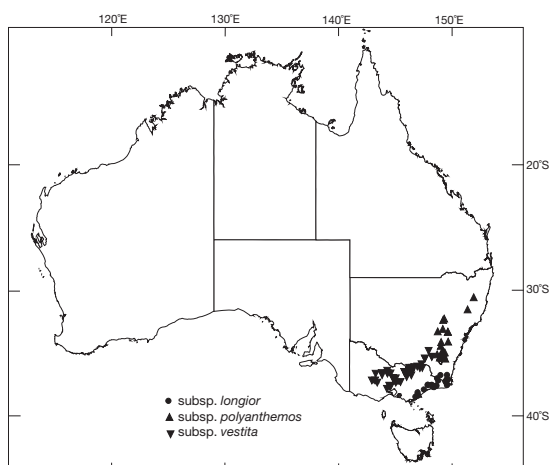 120°E 130°E 140°E 150°E
20°S
30°S
40°S
subsp. longior
subsp. polyanthemos
subsp. vestita